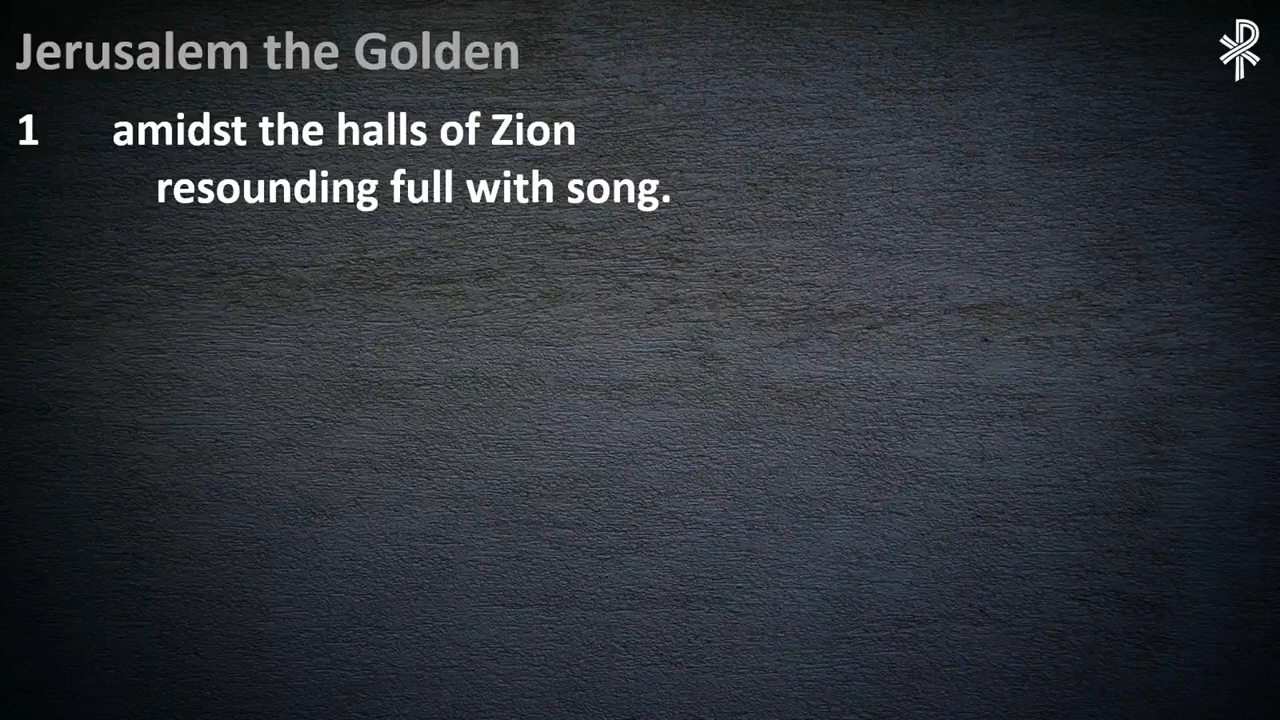 Jerusalem the Golden
1 amidst the halls of Zion
resounding full with song.